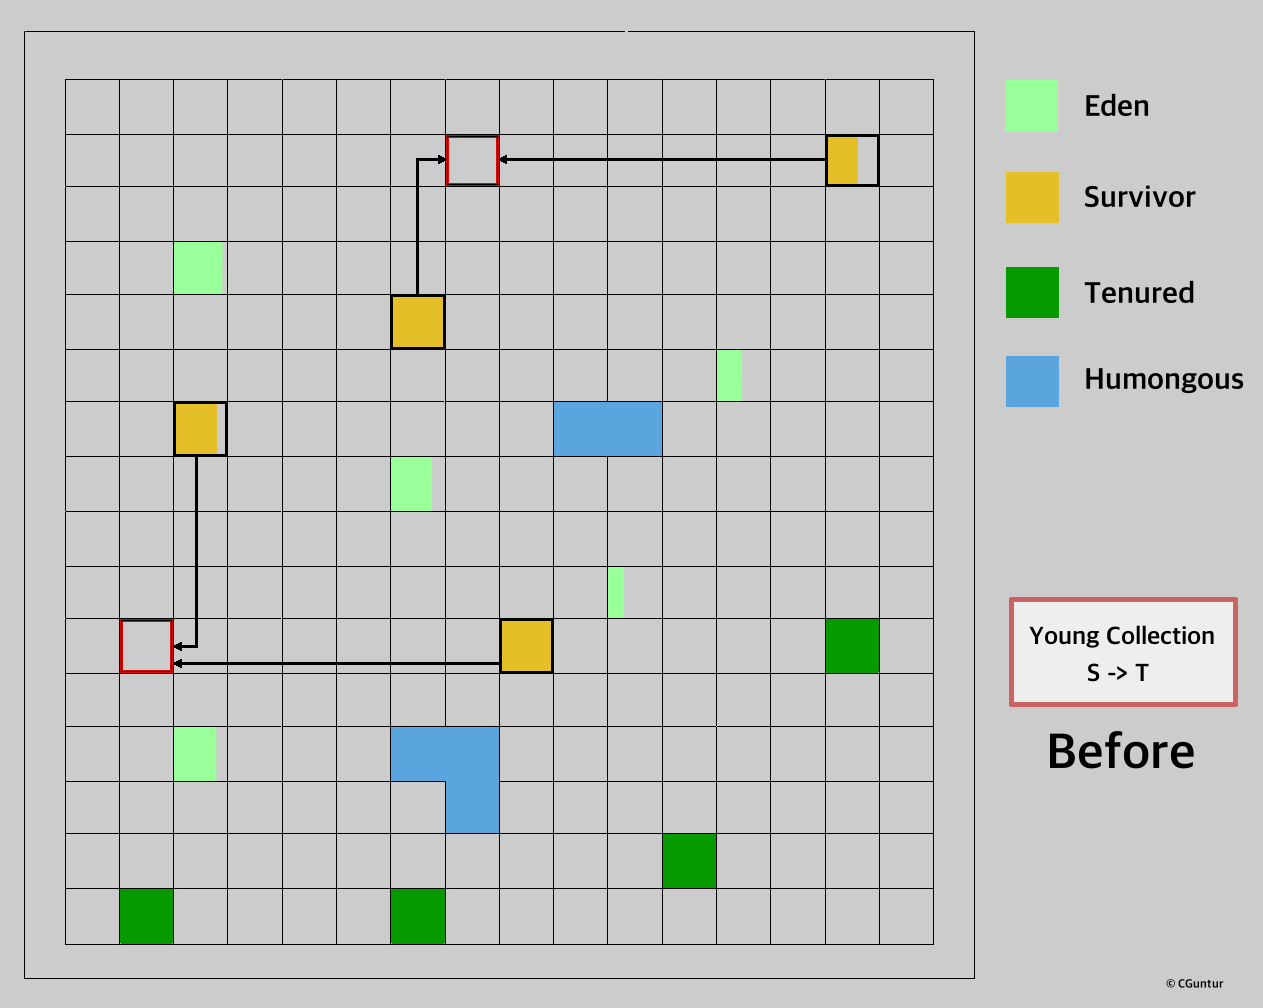 Eden
Survivor
Tenured
Humongous
Young Collection
S -> T
Before
© CGuntur